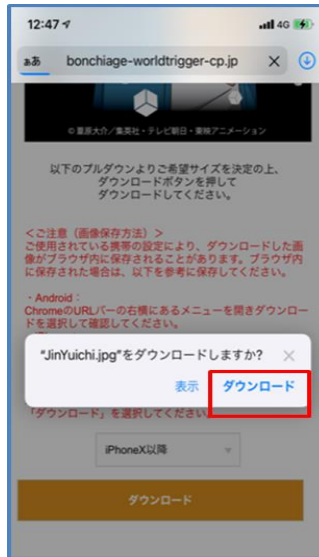 12:47
4G
ぁあ bonchiage-worldtrigger-cp.jp
©葦原大介/集英社・テレビ朝日・東映アニメーション
以下のプルダウンよりご希望サイズを決定の上、
ダウンロードボタンを押して
ダウンロードしてください。
<ご注意(画像保存方法)>
ご使用されている携帯の設定により、ダウンロードした画
像がブラウザ内に保存されることがあります。ブラウザ内
に保存された場合は、以下を参考に保存してください。
・Android:
ChromeのURLバーの右横にあるメニューを開きダウンロー
ドを選択して確認してください。
"JinYuichi.jpg"をダウンロードしますか?
表示 ダウンロード
「ダウンロード」を選択してください
iPhoneX以降
ダウンロード